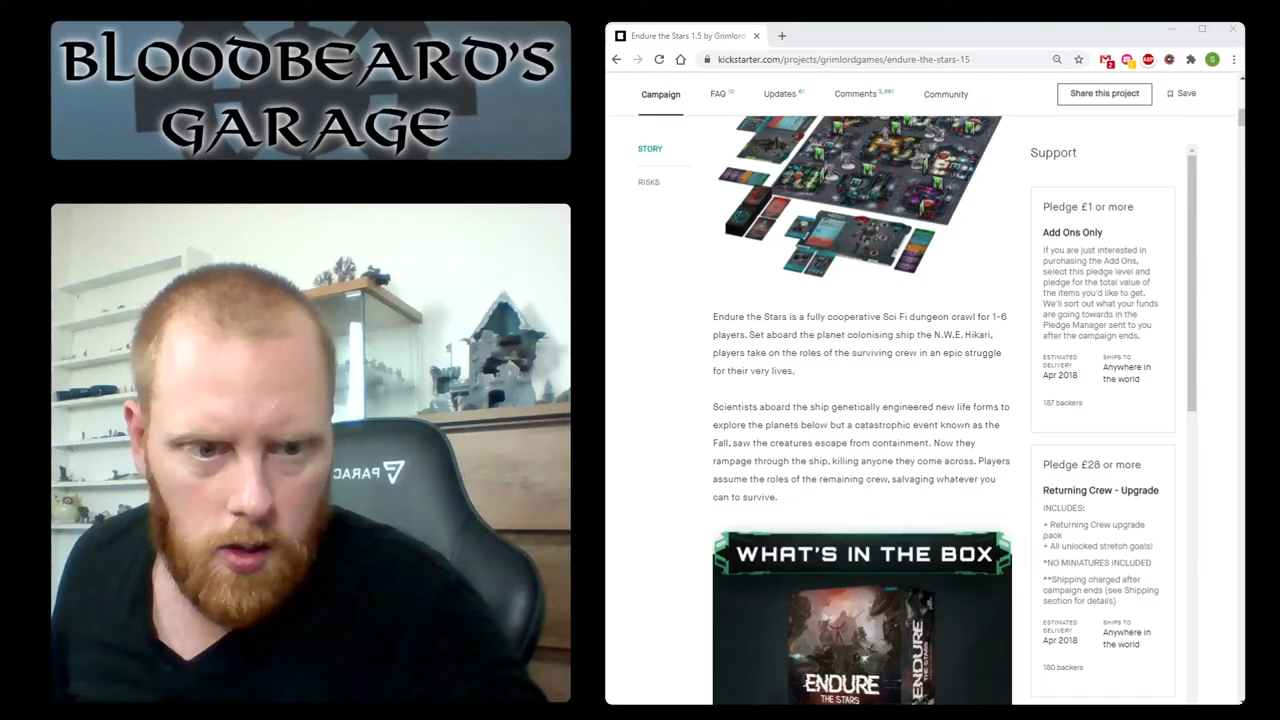 BLOODBEARD'S
GARAGE
PARAC
Endure the Stars 1.5 by Grimlord
kickstarter.com/projects/grimlordgames/endure-the-stars-15
Campaign
FAQ 10
Updates 61
Comments 3,661
Community
Share this project
Save
STORY
RISKS
Endure the Stars is a fully cooperative Sci Fi dungeon crawl for 1-6
players. Set aboard the planet colonising ship the N.W.E. Hikari,
players take on the roles of the surviving crew in an epic struggle
for their very lives.
Scientists aboard the ship genetically engineered new life forms to
explore the planets below but a catastrophic event known as the
Fall, saw the creatures escape from containment. Now they
rampage through the ship, killing anyone they come across. Players
assume the roles of the remaining crew, salvaging whatever you
can to survive.
WHAT'S IN THE BOX
ENDURE
THE STARS
ENDURE
THE STARS
Support
Pledge £1 or more
Add Ons Only
If you are just interested in
purchasing the Add Ons,
select this pledge level and
pledge for the total value of
the items you'd like to get.
We'll sort out what your funds
are going towards in the
Pledge Manager sent to you
after the campaign ends.
ESTIMATED
DELIVERY
Apr 2018
SHIPS TO
Anywhere in
the world
187 backers
Pledge £28 or more
Returning Crew - Upgrade
INCLUDES:
+ Returning Crew upgrade
pack
+ All unlocked stretch goals!
*NO MINIATURES INCLUDED
**Shipping charged after
campaign ends (see Shipping
section for details)
ESTIMATED
DELIVERY
Apr 2018
SHIPS TO
Anywhere in
the world
180 backers